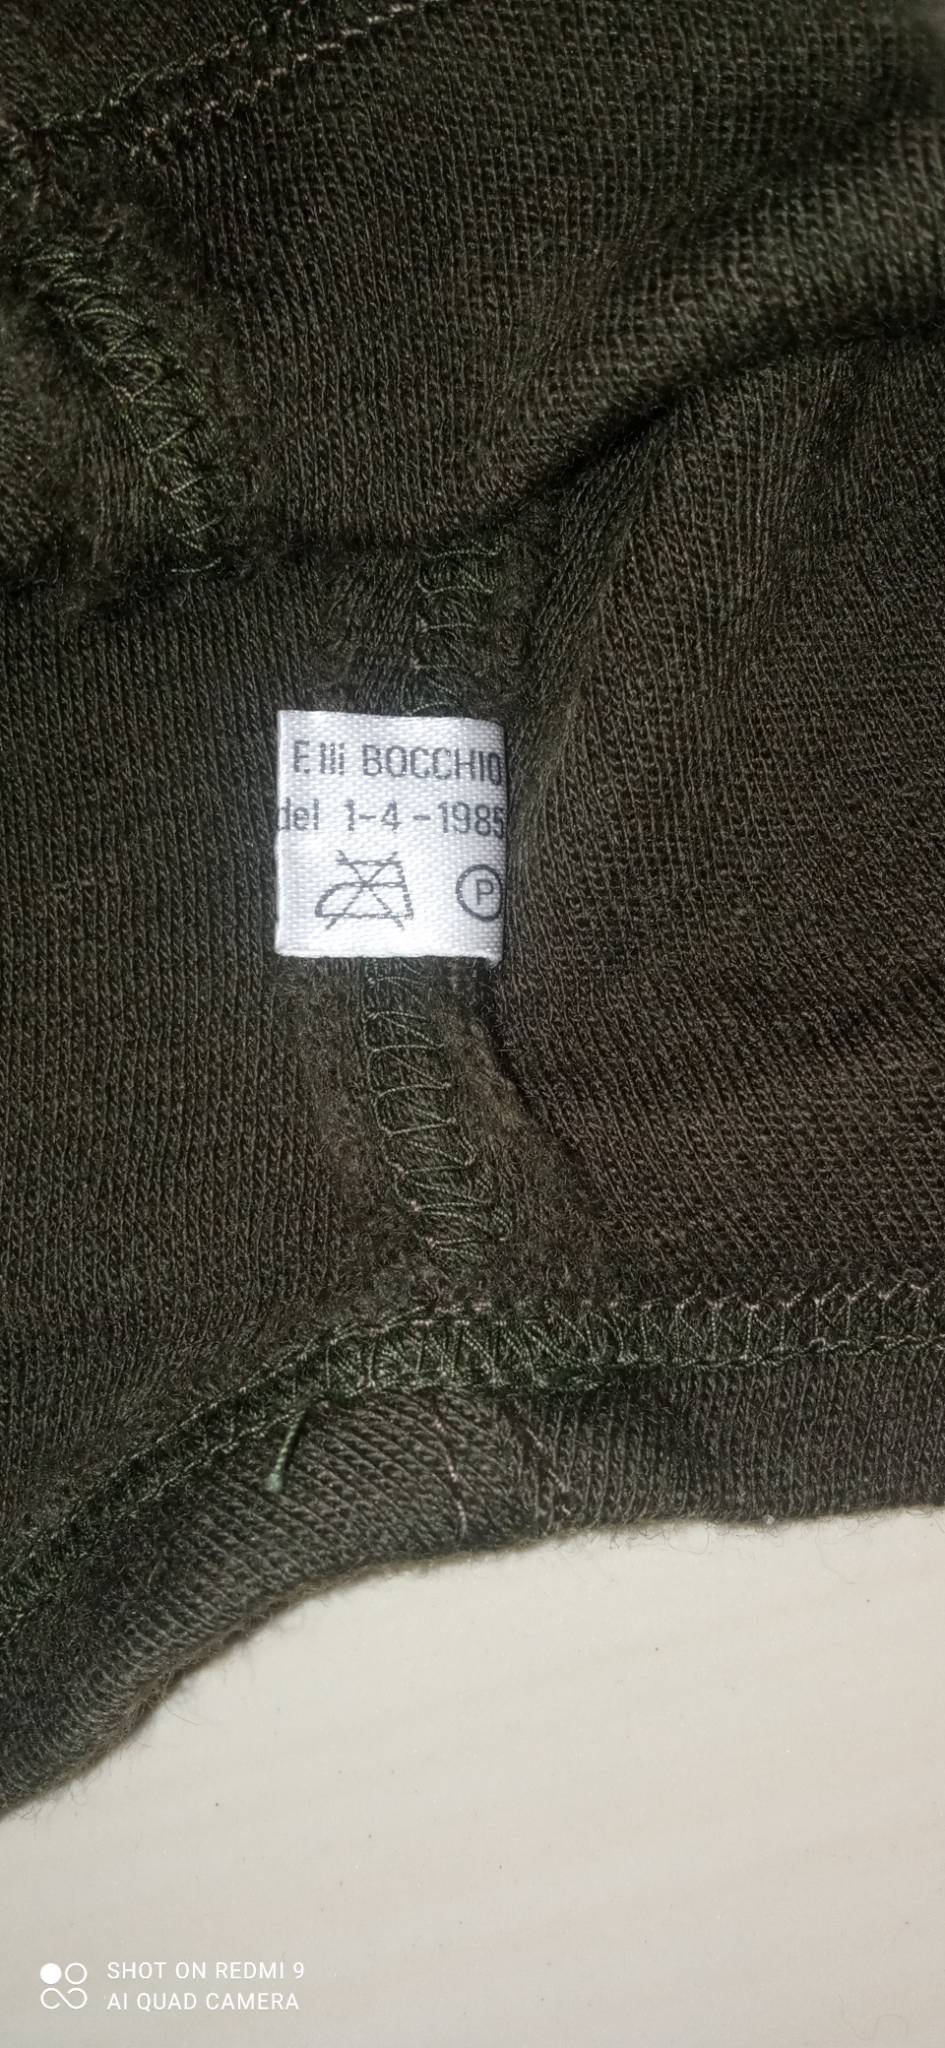 F.lli BOCCHIO
del 1-4-1985
P
SHOT ON REDMI 9
AI QUAD CAMERA